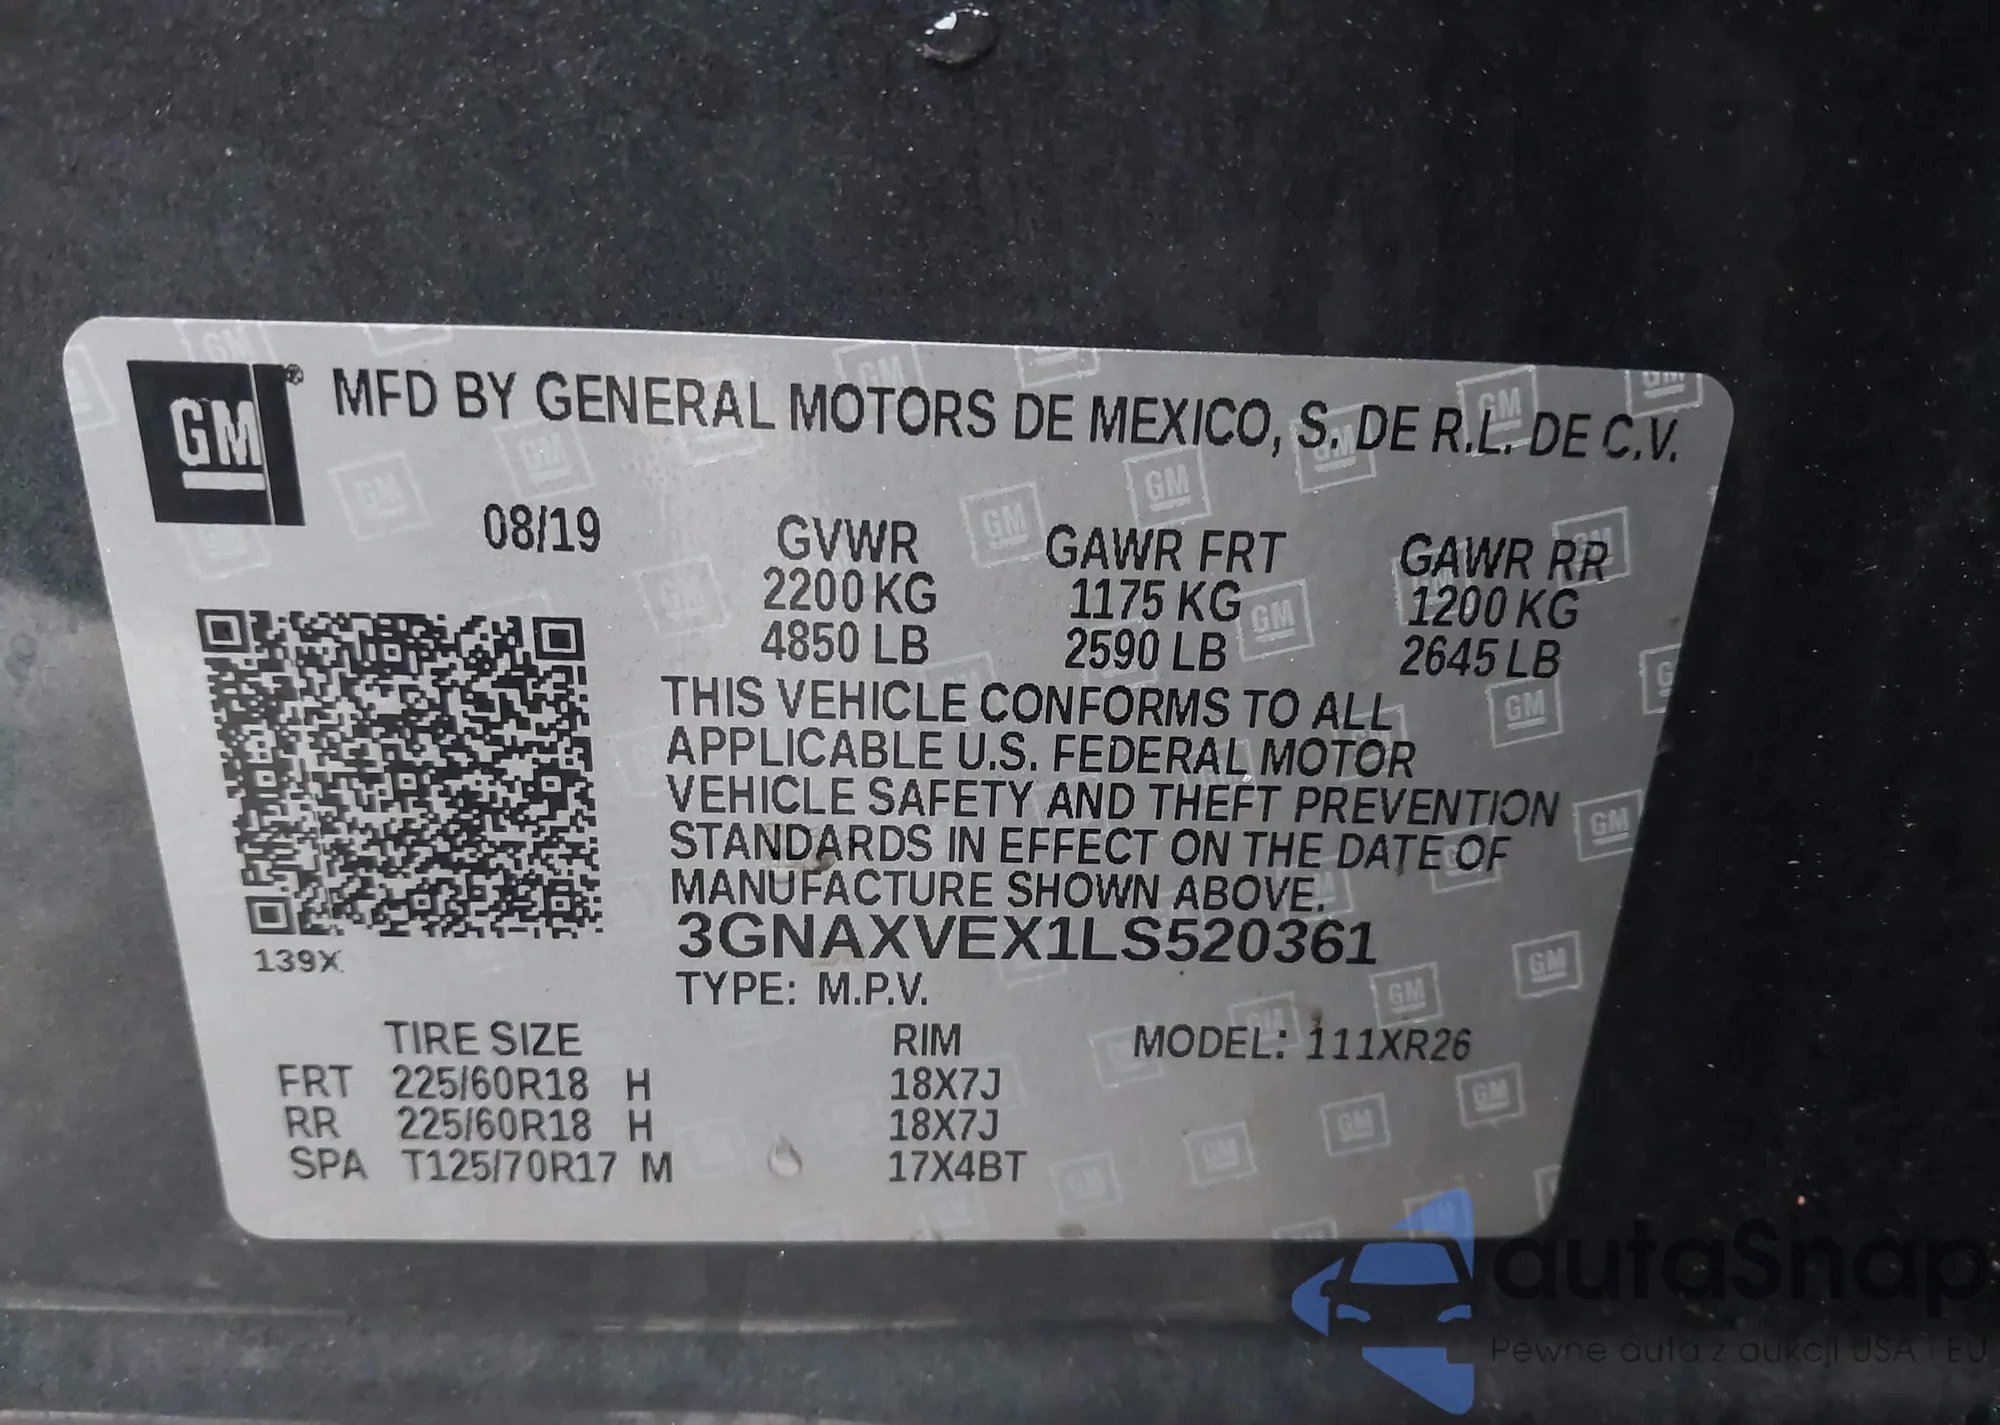 GM ® MFD BY GENERAL MOTORS DE MEXICO, S. DE R.L. DE C.V.
08/19 GVWR GAWR FRT GAWR RR
2200 KG 1175 KG 1200 KG
4850 LB 2590 LB 2645 LB
THIS VEHICLE CONFORMS TO ALL
APPLICABLE U.S. FEDERAL MOTOR
VEHICLE SAFETY AND THEFT PREVENTION
STANDARDS IN EFFECT ON THE DATE OF
MANUFACTURE SHOWN ABOVE.
3GNAXVEX1LS520361
139X
TYPE: M.P.V.
TIRE SIZE RIM MODEL: 111XR26
FRT 225/60R18 H 18X7J
RR 225/60R18 H 18X7J
SPA T125/70R17 M 17X4BT
autaSnap
Pewne auta z aukcji USA i EU